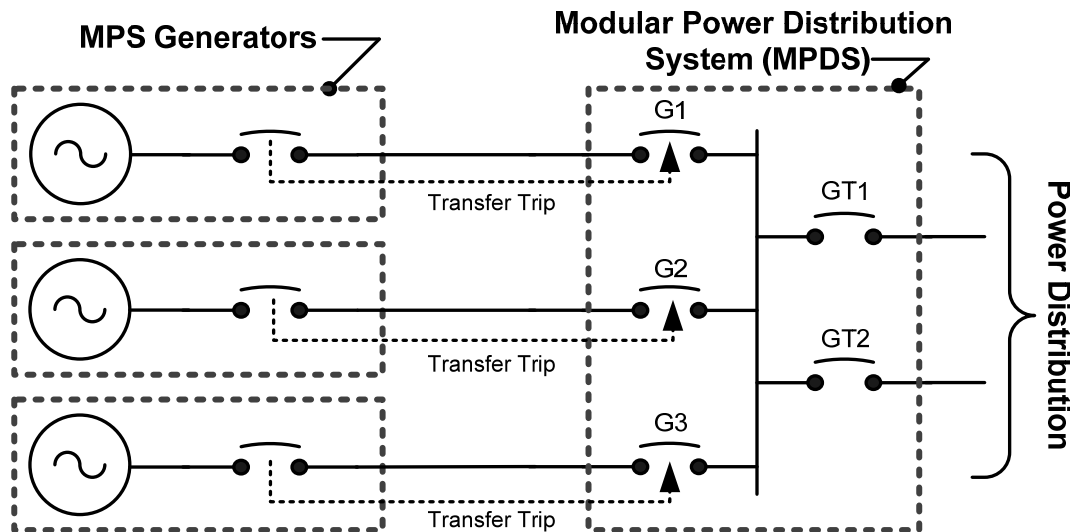 MPS Generators
Modular Power Distribution
System (MPDS)
G1
Transfer Trip
GT1
G2
Transfer Trip
GT2
G3
Transfer Trip
Power Distribution